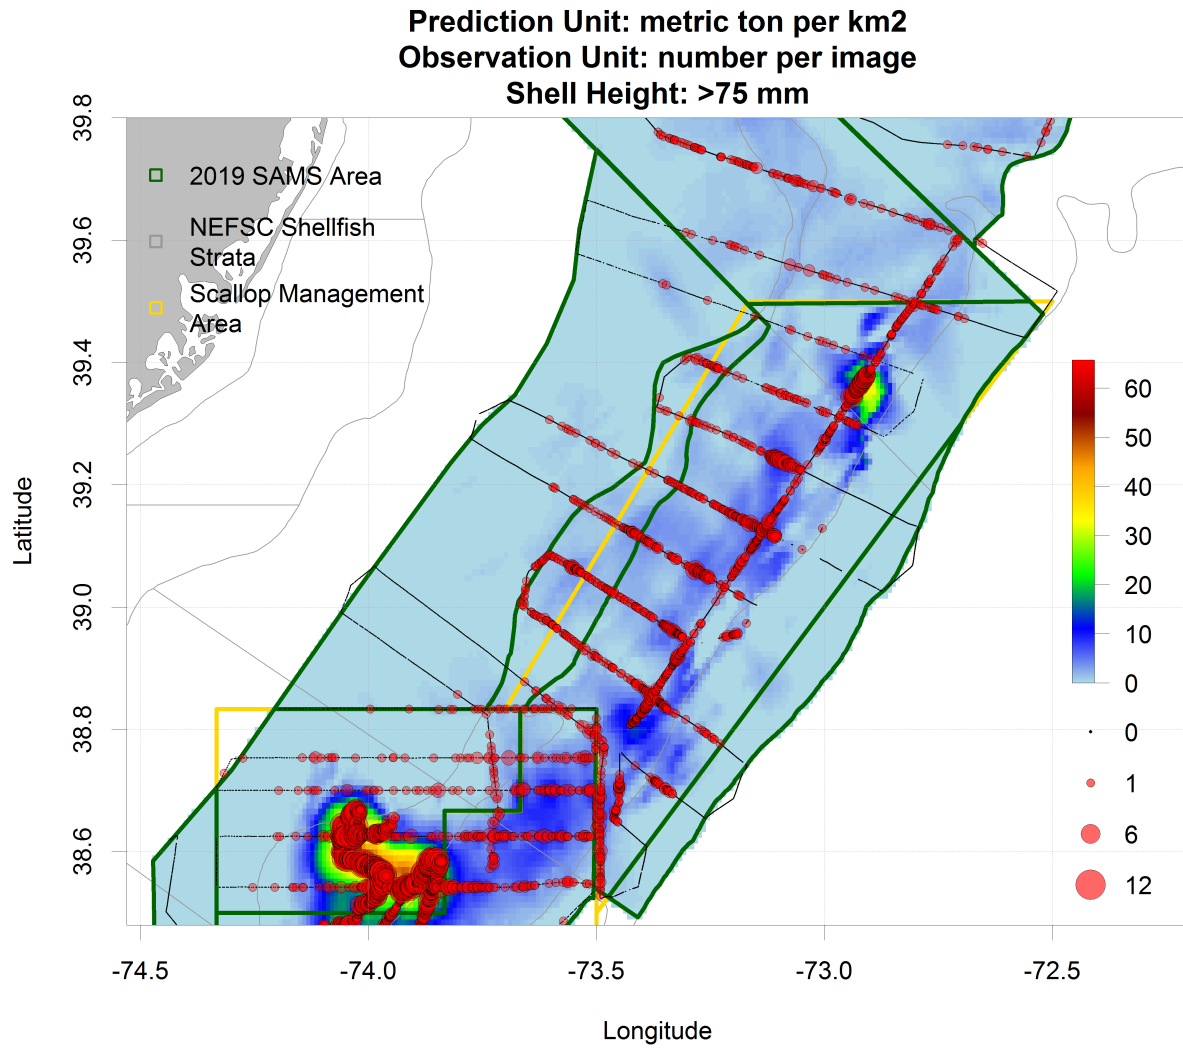 Prediction Unit: metric ton per km2
Observation Unit: number per image
Shell Height: >75 mm
39.8
39.6
39.4
39.2
39.0
38.8
38.6
Latitude
2019 SAMS Area
NEFSC Shellfish
Strata
Scallop Management
Area
60
50
40
30
20
10
0
0
1
6
12
-74.5
-74.0
-73.5
-73.0
-72.5
Longitude